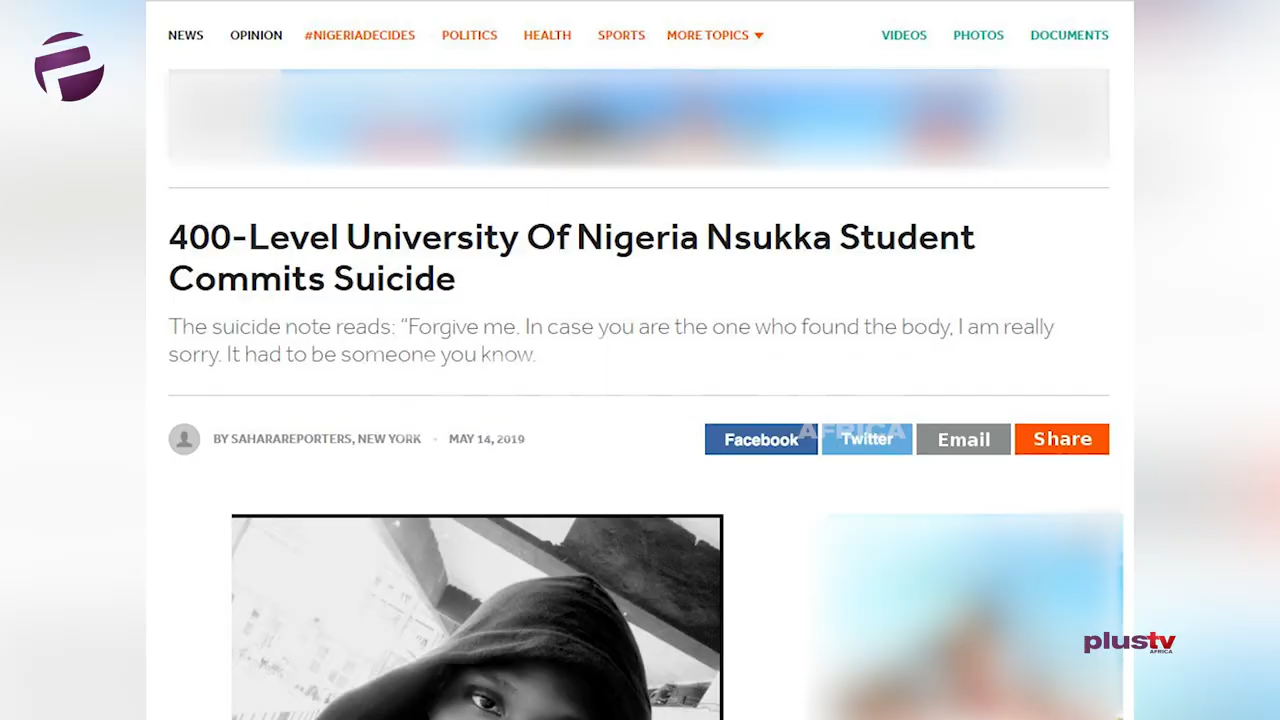 NEWS OPINION #NIGERIADECIDES POLITICS HEALTH SPORTS MORE TOPICS VIDEOS PHOTOS DOCUMENTS
400-Level University Of Nigeria Nsukka Student
Commits Suicide
The suicide note reads: “Forgive me. In case you are the one who found the body, I am really
sorry. It had to be someone you know.
BY SAHARAREPORTERS, NEW YORK MAY 14, 2019
Facebook Twitter Email Share
AFRICA
plustv
AFRICA